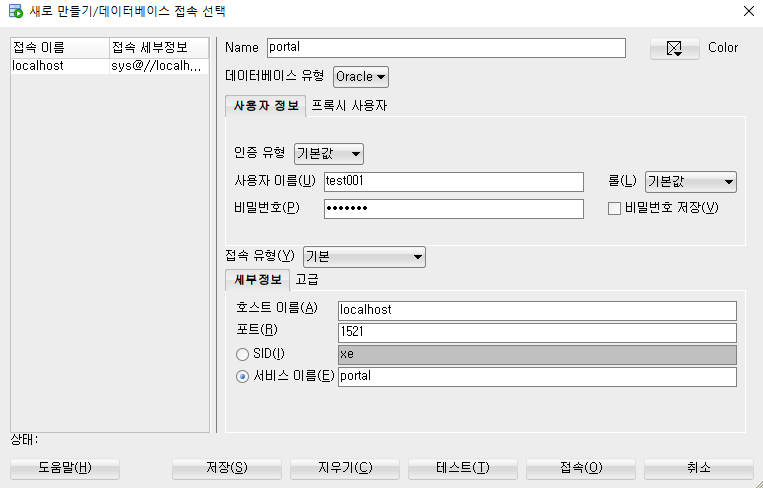 새로 만들기/데이터베이스 접속 선택
접속 이름 접속 세부정보
localhost sys@//localh...
Name portal Color
데이터베이스 유형 Oracle
사용자 정보 프록시 사용자
인증 유형 기본값
사용자 이름(U) test001 롤(L) 기본값
비밀번호(P) ●●●●●●● 비밀번호 저장(V)
접속 유형(Y) 기본
세부정보 고급
호스트 이름(A) localhost
포트(R) 1521
SID(I) xe
서비스 이름(E) portal
상태:
도움말(H) 저장(S) 지우기(C) 테스트(T) 접속(O) 취소